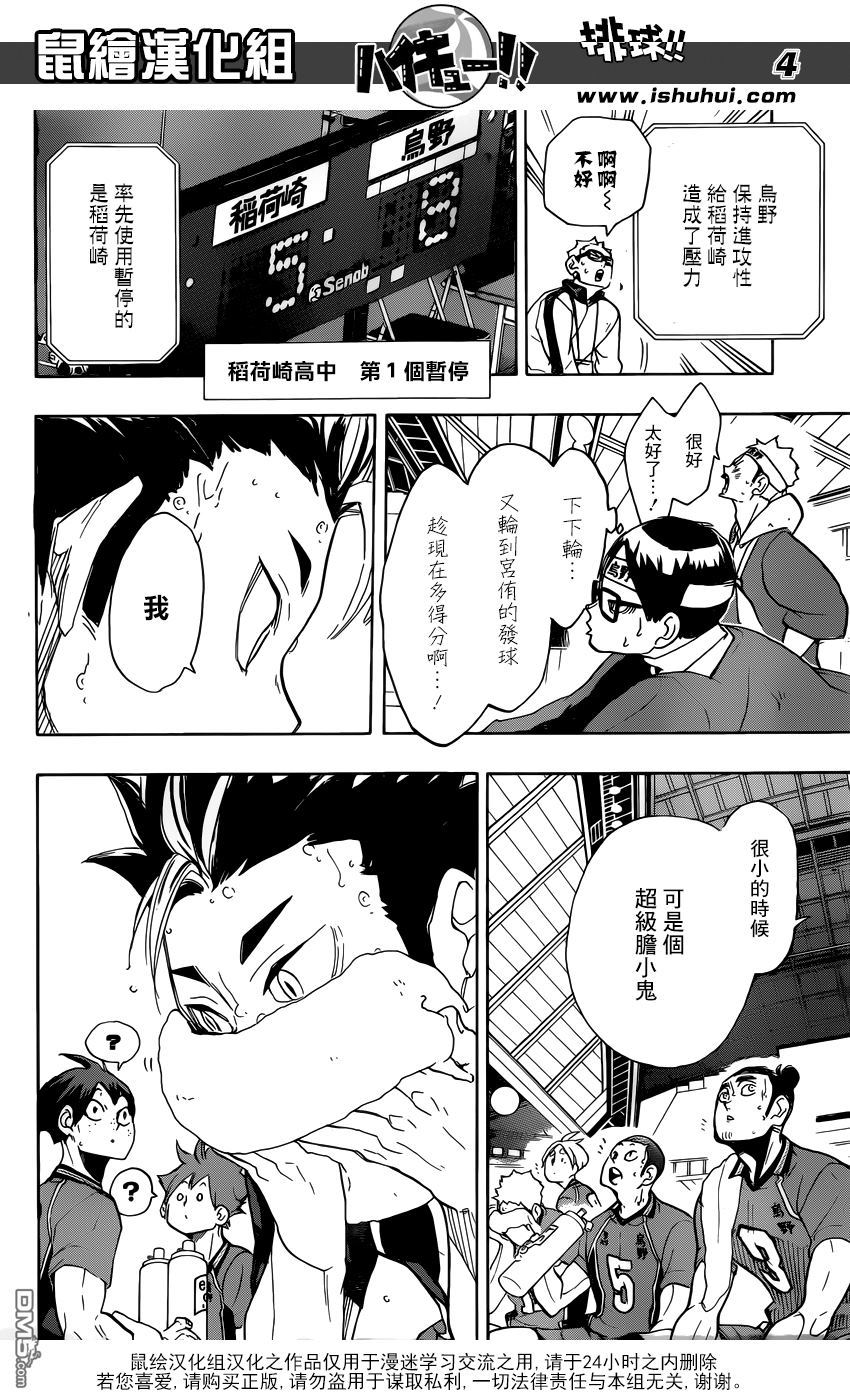 鼠繪漢化組
ハイキュー!!
排球!!
4
www.ishuhui.com
烏野
保持進攻性
給稻荷崎
造成了壓力
啊啊~
不好
烏野
稻荷崎
8
5
Senoh
率先使用暫停的
是稻荷崎
稻荷崎高中 第1個暫停
很好
太好了…!
烏野
下下輪…
又輪到宮侑的發球
趁現在多得分啊…!
我
很小的時候
可是個
超級膽小鬼
烏野
3
烏野
5
?
?
DM5
鼠绘汉化组汉化之作品仅用于漫迷学习交流之用, 请于24小时之内删除
若您喜爱, 请购买正版, 请勿盗用于谋取私利, 一切法律责任与本组无关, 谢谢。